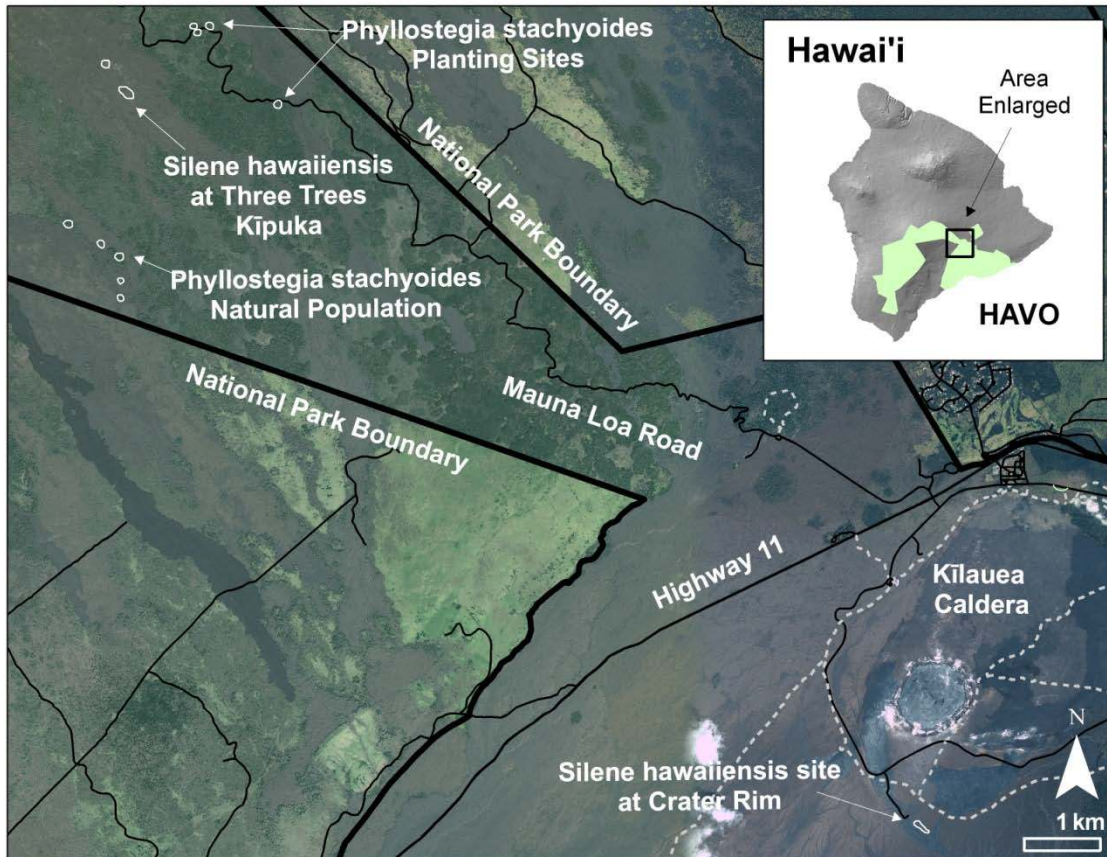 Phyllostegia stachyoides
Planting Sites
Hawai'i
Area
Enlarged
National Park Boundary
Silene hawaiiensis
at Three Trees
Kīpuka
Phyllostegia stachyoides
Natural Population
HAVO
National Park Boundary
Mauna Loa Road
Highway 11
Kīlauea
Caldera
N
Silene hawaiiensis site
at Crater Rim
1 km